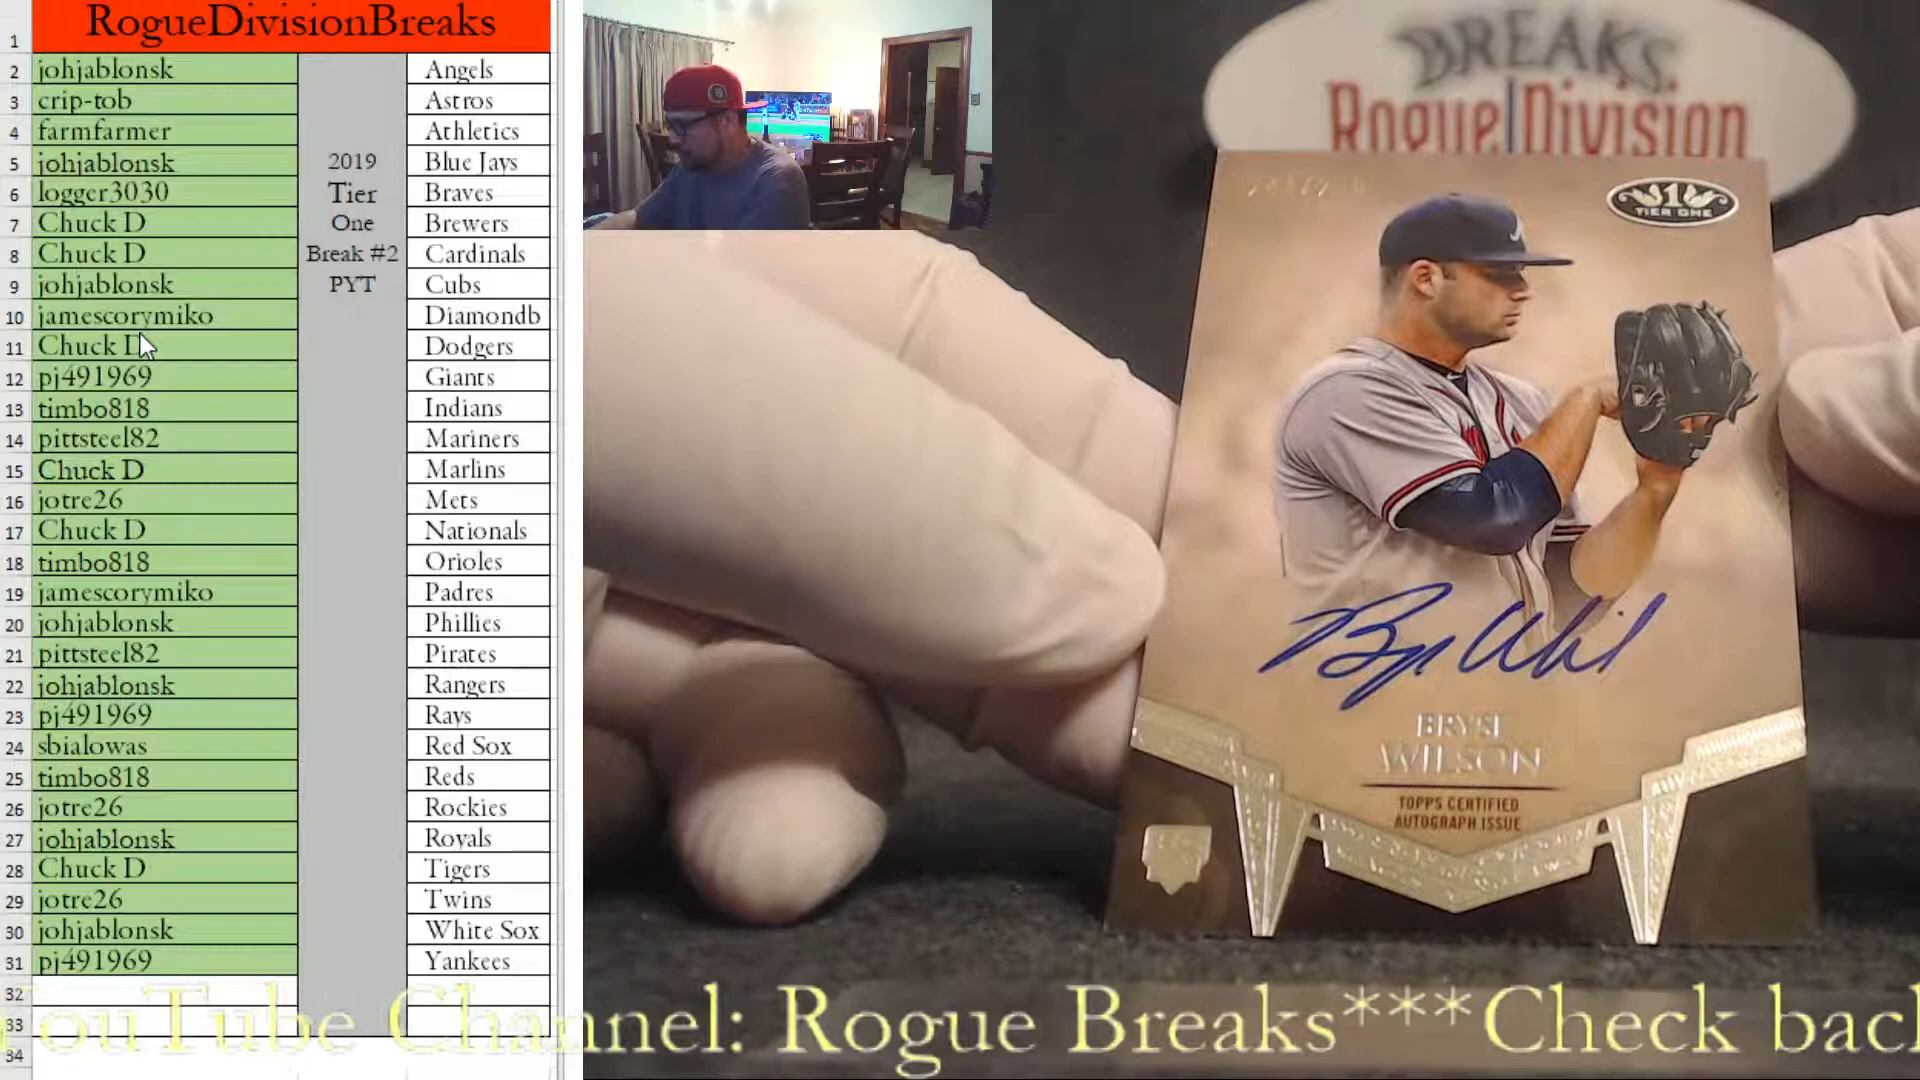 1 RogueDivisionBreaks
2 johjablonsk Angels
3 crip-tob Astros
4 farmfarmer Athletics
5 johjablonsk 2019 Blue Jays
6 logger3030 Tier Braves
7 Chuck D One Brewers
8 Chuck D Break #2 Cardinals
9 johjablonsk PYT Cubs
10 jamescorymiko Diamondb
11 Chuck D Dodgers
12 pj491969 Giants
13 timbo818 Indians
14 pittsteel82 Mariners
15 Chuck D Marlins
16 jotre26 Mets
17 Chuck D Nationals
18 timbo818 Orioles
19 jamescorymiko Padres
20 johjablonsk Phillies
21 pittsteel82 Pirates
22 johjablonsk Rangers
23 pj491969 Rays
24 sbialowas Red Sox
25 timbo818 Reds
26 jotre26 Rockies
27 johjablonsk Royals
28 Chuck D Tigers
29 jotre26 Twins
30 johjablonsk White Sox
31 pj491969 Yankees
32
33
34
BREAKS
Rogue Division
1
TIER ONE
BRYSE
WILSON
TOPPS CERTIFIED
AUTOGRAPH ISSUE
ouTube Channel: Rogue Breaks***Check bac